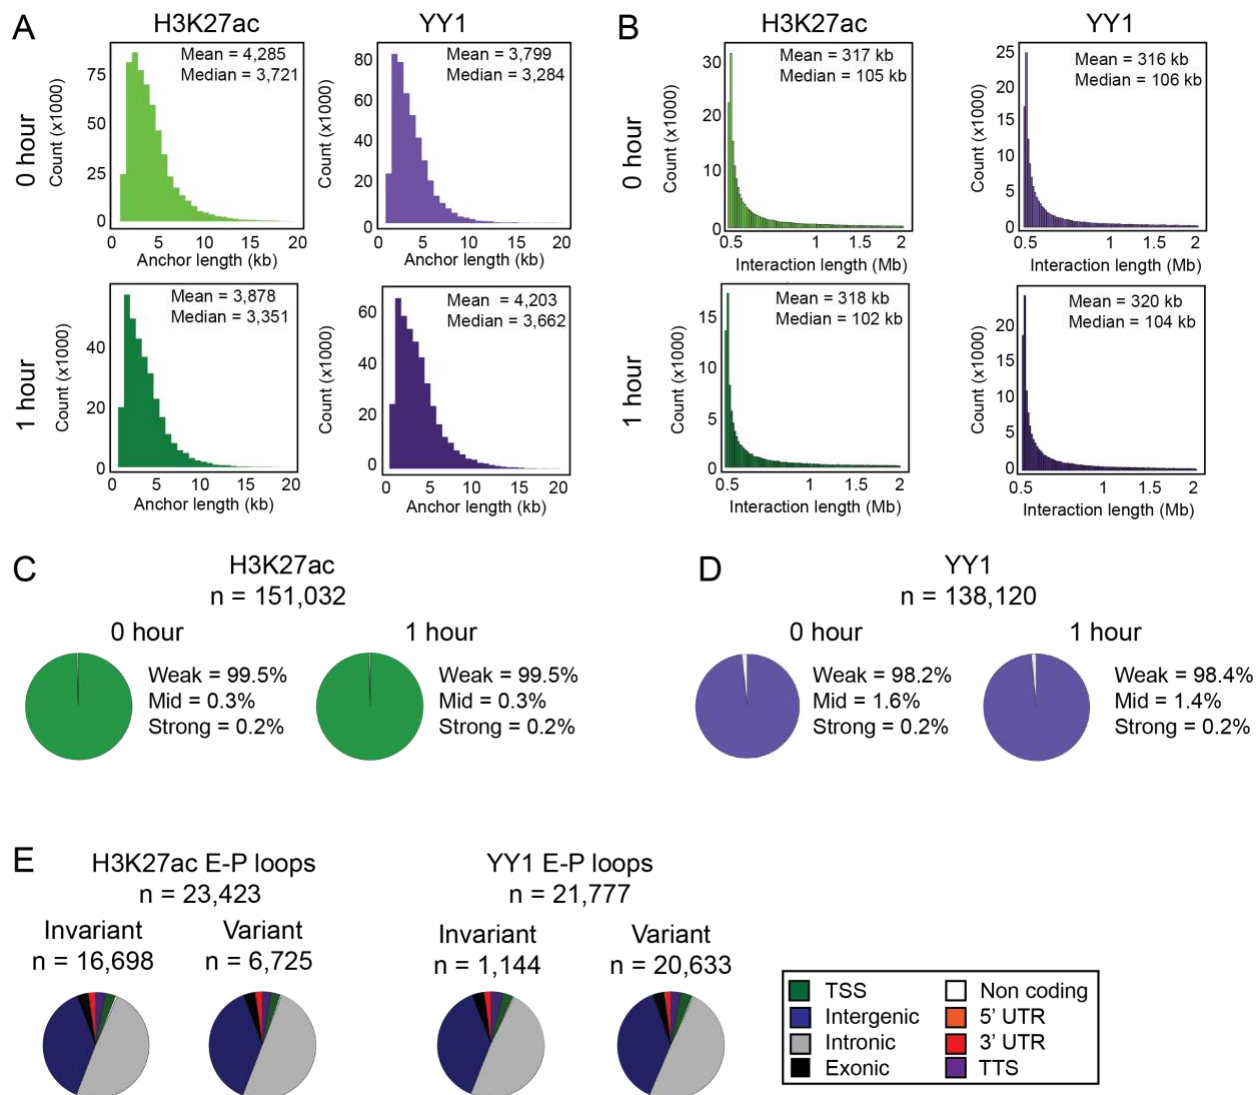 A
H3K27ac
YY1
0 hour
Count (x1000)
75
50
25
0
Mean = 4,285
Median = 3,721
0
5
10
15
20
Anchor length (kb)
Count (x1000)
80
60
40
20
0
Mean = 3,799
Median = 3,284
0
5
10
15
20
Anchor length (kb)
1 hour
Count (x1000)
40
20
0
Mean = 3,878
Median = 3,351
0
5
10
15
20
Anchor length (kb)
Count (x1000)
60
40
20
0
Mean = 4,203
Median = 3,662
0
5
10
15
20
Anchor length (kb)
B
H3K27ac
YY1
0 hour
Count (x1000)
30
20
10
0
Mean = 317 kb
Median = 105 kb
0.5
1
1.5
2
Interaction length (Mb)
Count (x1000)
25
20
15
10
5
0
Mean = 316 kb
Median = 106 kb
0.5
1
1.5
2
Interaction length (Mb)
1 hour
Count (x1000)
15
10
5
0
Mean = 318 kb
Median = 102 kb
0.5
1
1.5
2
Interaction length (Mb)
Count (x1000)
20
15
10
5
0
Mean = 320 kb
Median = 104 kb
0.5
1
1.5
2
Interaction length (Mb)
C
H3K27ac
n = 151,032
0 hour
Weak = 99.5%
Mid = 0.3%
Strong = 0.2%
1 hour
Weak = 99.5%
Mid = 0.3%
Strong = 0.2%
D
YY1
n = 138,120
0 hour
Weak = 98.2%
Mid = 1.6%
Strong = 0.2%
1 hour
Weak = 98.4%
Mid = 1.4%
Strong = 0.2%
E
H3K27ac E-P loops
n = 23,423
Invariant
n = 16,698
Variant
n = 6,725
YY1 E-P loops
n = 21,777
Invariant
n = 1,144
Variant
n = 20,633
TSS
Intergenic
Intronic
Exonic
Non coding
5' UTR
3' UTR
TTS